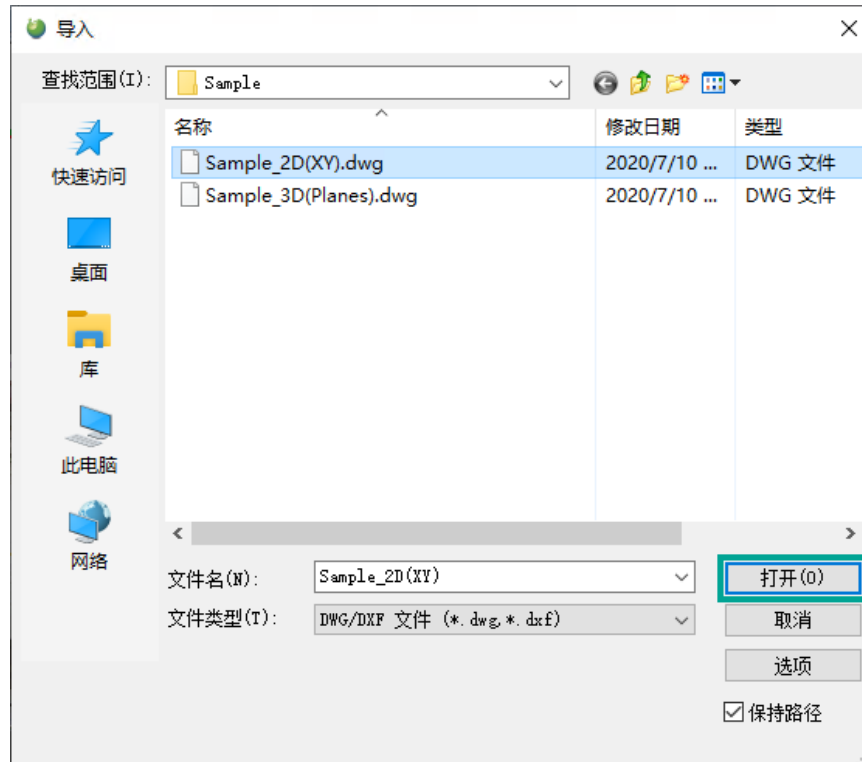 导入
查找范围(I): Sample
名称 修改日期 类型
Sample_2D(XY).dwg 2020/7/10 ... DWG 文件
Sample_3D(Planes).dwg 2020/7/10 ... DWG 文件
快速访问
桌面
库
此电脑
网络
文件名(N): Sample_2D(XY) 打开(O)
文件类型(T): DWG/DXF 文件 (*.dwg,*.dxf) 取消
选项
保持路径